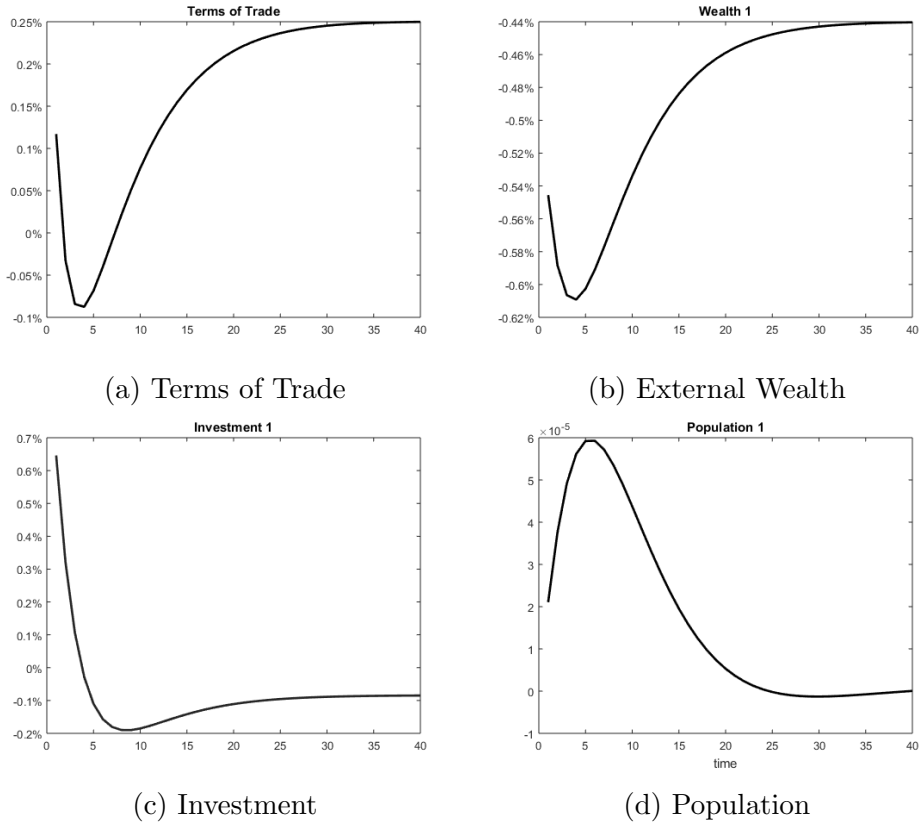 Terms of Trade
0.25%
0.2%
0.15%
0.1%
0.05%
0%
-0.05%
-0.1%
0 5 10 15 20 25 30 35 40
(a) Terms of Trade
Wealth 1
-0.44%
-0.46%
-0.48%
-0.5%
-0.52%
-0.54%
-0.56%
-0.58%
-0.6%
-0.62%
0 5 10 15 20 25 30 35 40
(b) External Wealth
Investment 1
0.7%
0.6%
0.5%
0.4%
0.3%
0.2%
0.1%
0%
-0.1%
-0.2%
0 5 10 15 20 25 30 35 40
(c) Investment
Population 1
×10-5
6
5
4
3
2
1
0
-1
0 5 10 15 20 25 30 35 40
time
(d) Population